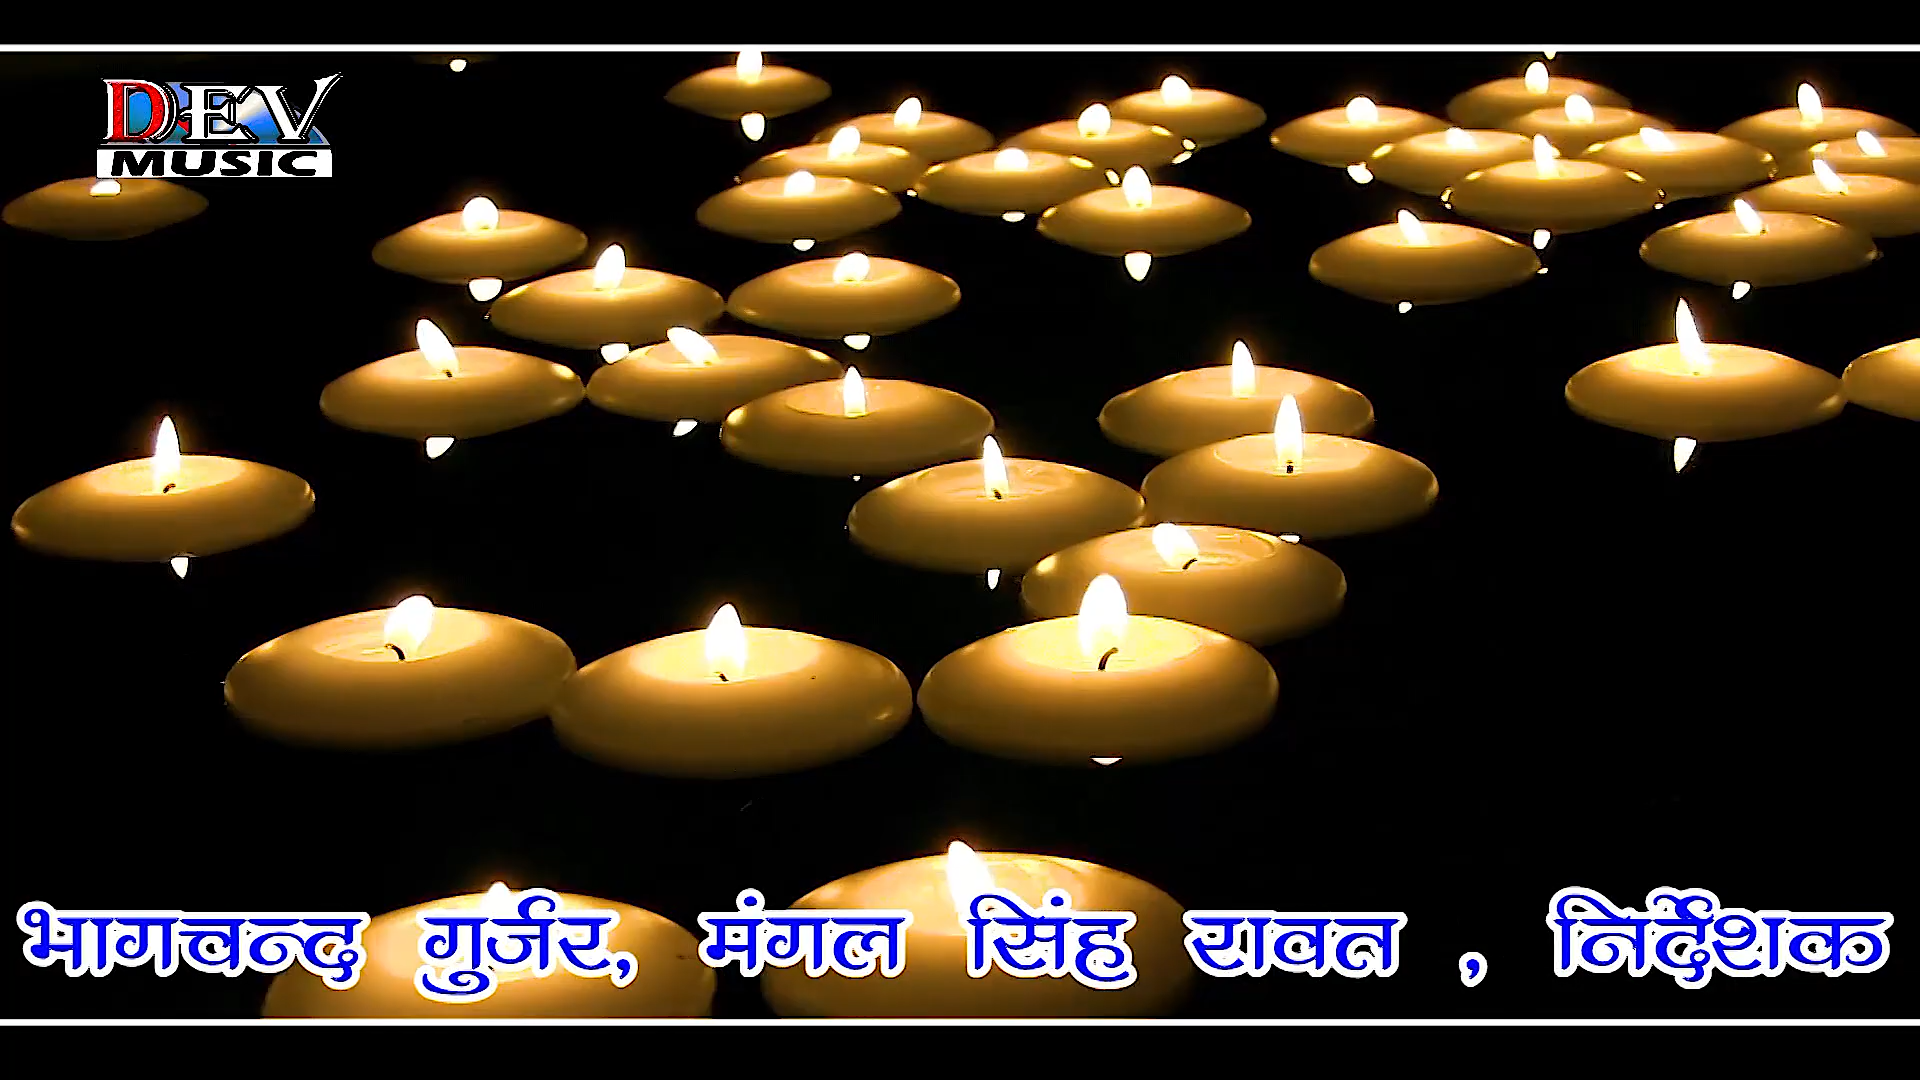 DEV
MUSIC
भागचन्द गुर्जर, मंगल सिंह रावत , निर्देशक